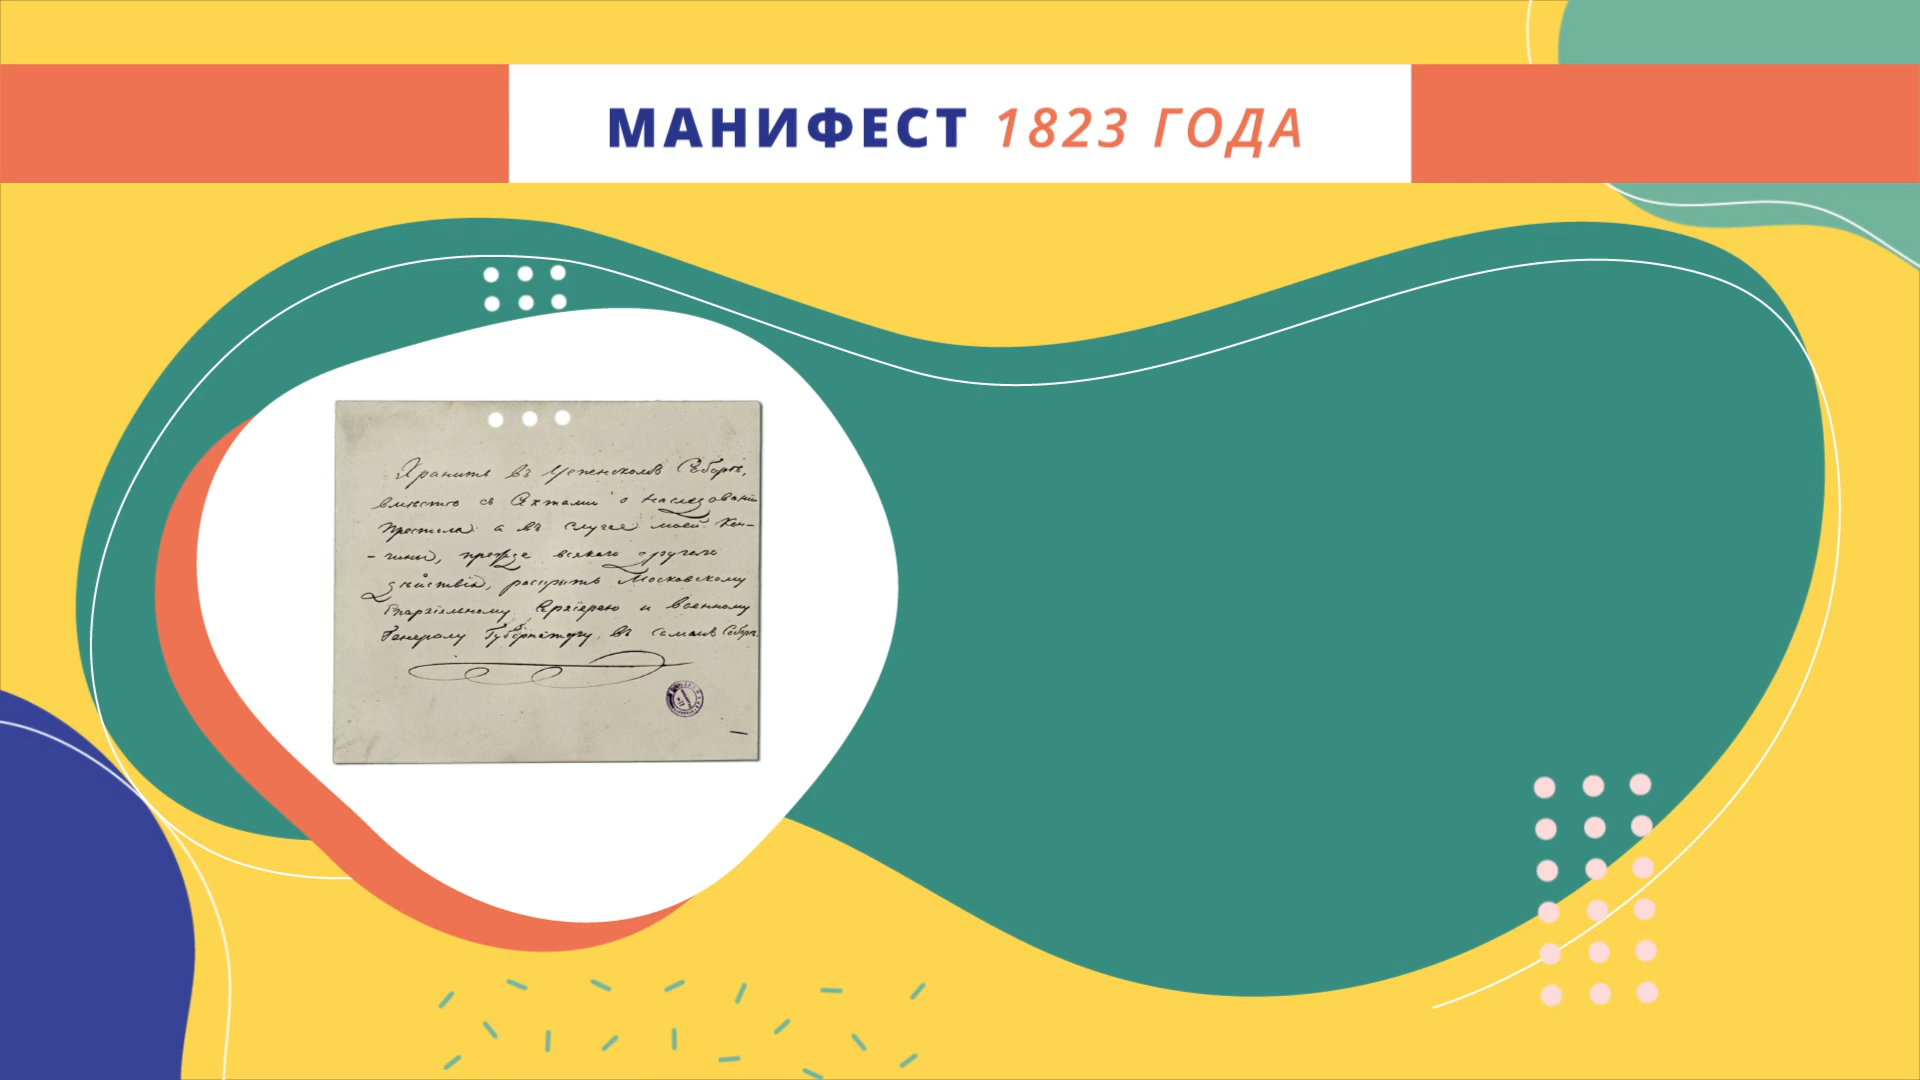 МАНИФЕСТ 1823 ГОДА
Хранить въ Успенскомъ Соборѣ,
вмѣстѣ съ Актами о наслѣдованіи
Престола а въ случаѣ моей Кон-
- чины, прежде всякаго другаго
дѣйствія, раскрыть Московскому
Епархіальному Архіерею и Военному
Генералу Губернатору, въ самомъ Соборѣ.